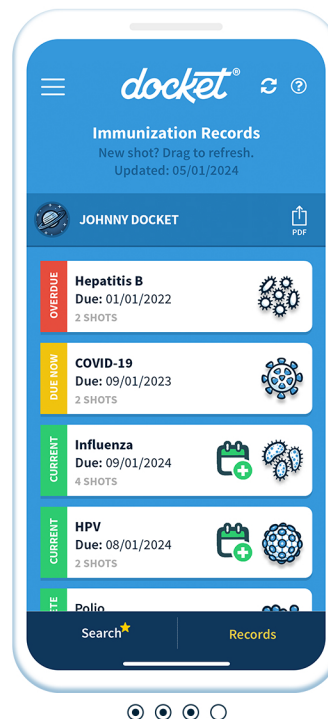 docket®
Immunization Records
New shot? Drag to refresh.
Updated: 05/01/2024
JOHNNY DOCKET
PDF
OVERDUE
Hepatitis B
Due: 01/01/2022
2 SHOTS
DUE NOW
COVID-19
Due: 09/01/2023
2 SHOTS
CURRENT
Influenza
Due: 09/01/2024
4 SHOTS
CURRENT
HPV
Due: 08/01/2024
2 SHOTS
Polio
Search
Records